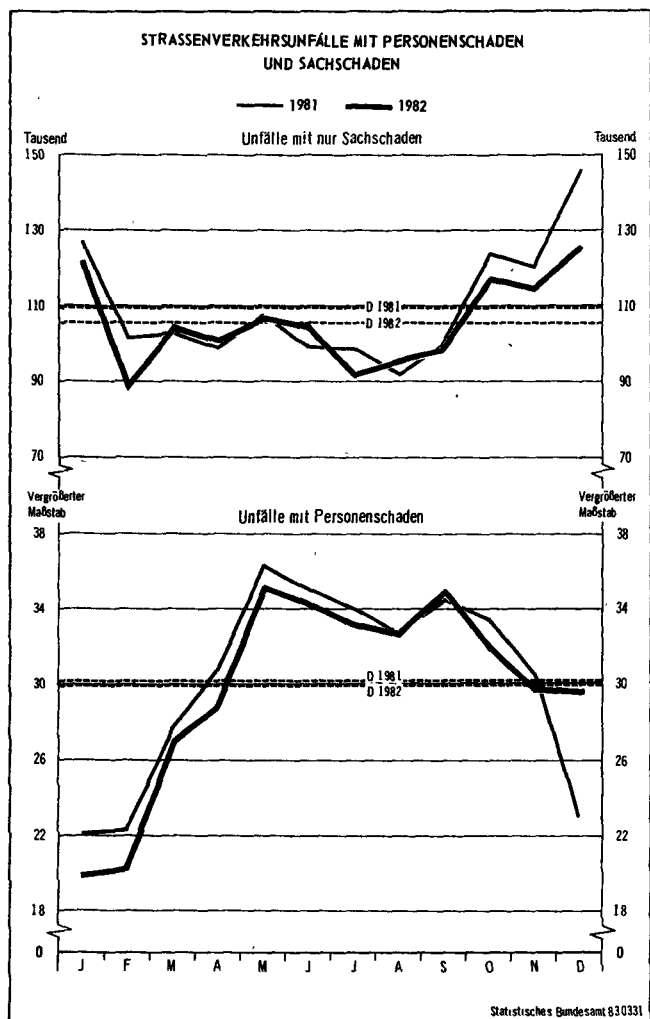 STRASSENVERKEHRSUNFÄLLE MIT PERSONENSCHADEN
UND SACHSCHADEN
1981 1982
Tausend Unfälle mit nur Sachschaden Tausend
150 150
130 130
110 110
D 1981
D 1982
90 90
70 70
Vergrößerter Maßstab Unfälle mit Personenschaden Vergrößerter Maßstab
38 38
34 34
D 1981
30 30
D 1982
26 26
22 22
18 18
0 0
J F M A M J J A S O N D
Statistisches Bundesamt 830331